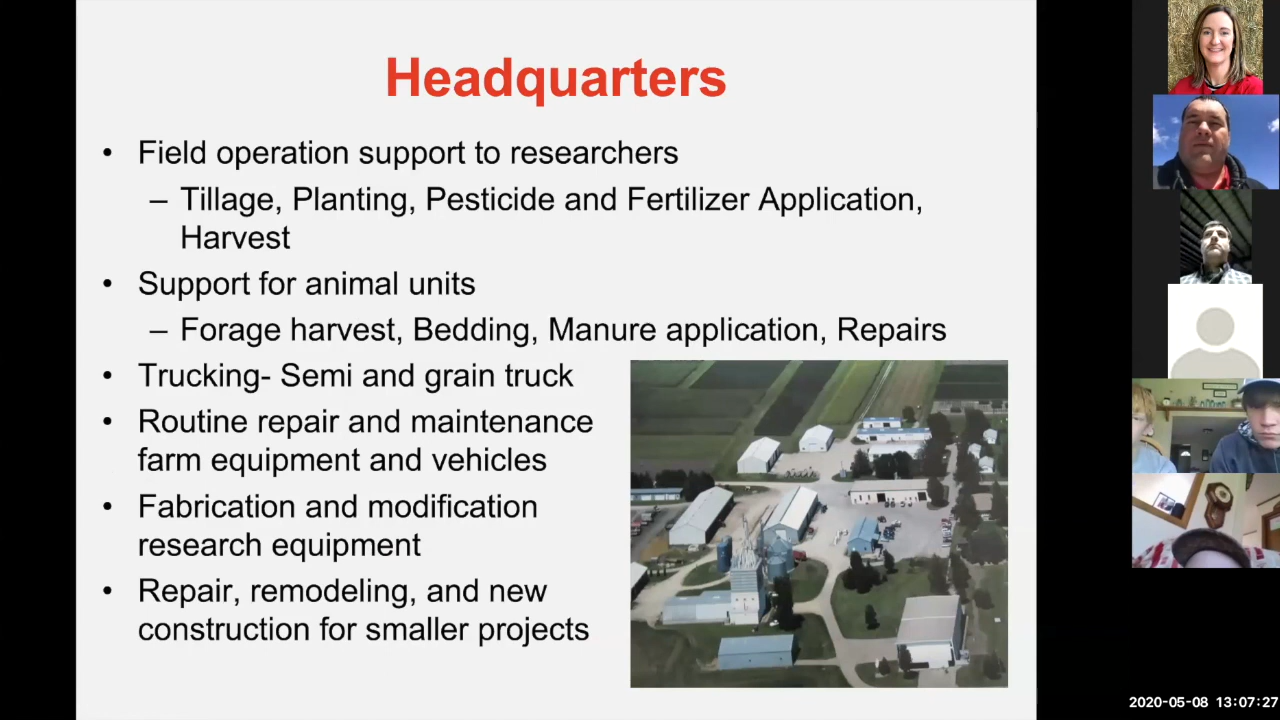 Headquarters
• Field operation support to researchers
– Tillage, Planting, Pesticide and Fertilizer Application,
Harvest
• Support for animal units
– Forage harvest, Bedding, Manure application, Repairs
• Trucking- Semi and grain truck
• Routine repair and maintenance
farm equipment and vehicles
• Fabrication and modification
research equipment
• Repair, remodeling, and new
construction for smaller projects
2020-05-08 13:07:27